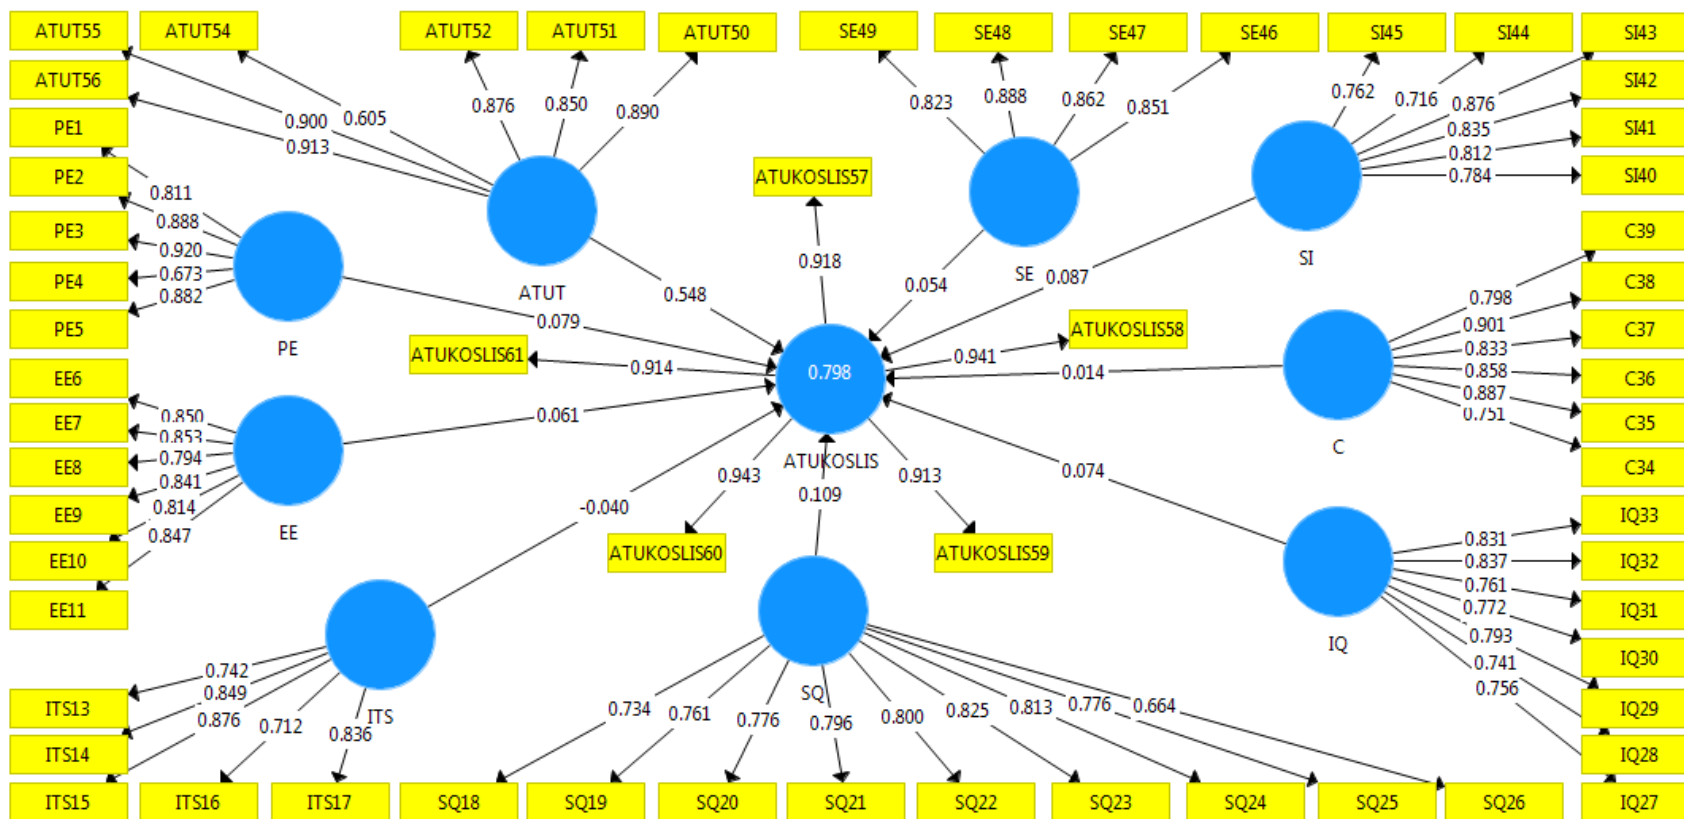 ATUT55
ATUT54
ATUT52
ATUT51
ATUT50
SE49
SE48
SE47
SE46
SI45
SI44
SI43
ATUT56
SI42
PE1
SI41
PE2
SI40
PE3
C39
PE4
C38
PE5
C37
EE6
C36
EE7
C35
EE8
C34
EE9
IQ33
EE10
IQ32
EE11
IQ31
IQ30
ITS13
IQ29
ITS14
IQ28
ITS15
ITS16
ITS17
SQ18
SQ19
SQ20
SQ21
SQ22
SQ23
SQ24
SQ25
SQ26
IQ27
0.605
0.900
0.913
0.876
0.850
0.890
ATUT
0.548
0.811
0.888
0.920
0.673
0.882
PE
0.079
0.850
0.853
0.794
0.841
0.814
0.847
EE
0.061
0.742
0.849
0.876
0.712
0.836
ITS
-0.040
0.734
0.761
0.776
0.796
0.800
0.825
0.813
0.776
0.664
SQ
0.109
ATUKOSLIS57
0.918
ATUKOSLIS61
0.914
ATUKOSLIS58
0.941
0.798
ATUKOSLIS
0.943
ATUKOSLIS60
0.913
ATUKOSLIS59
0.823
0.888
0.862
0.851
SE
0.054
0.762
0.716
0.876
0.835
0.812
0.784
SI
0.087
0.798
0.901
0.833
0.858
0.887
0.751
C
0.014
0.831
0.837
0.761
0.772
0.793
0.741
0.756
IQ
0.074